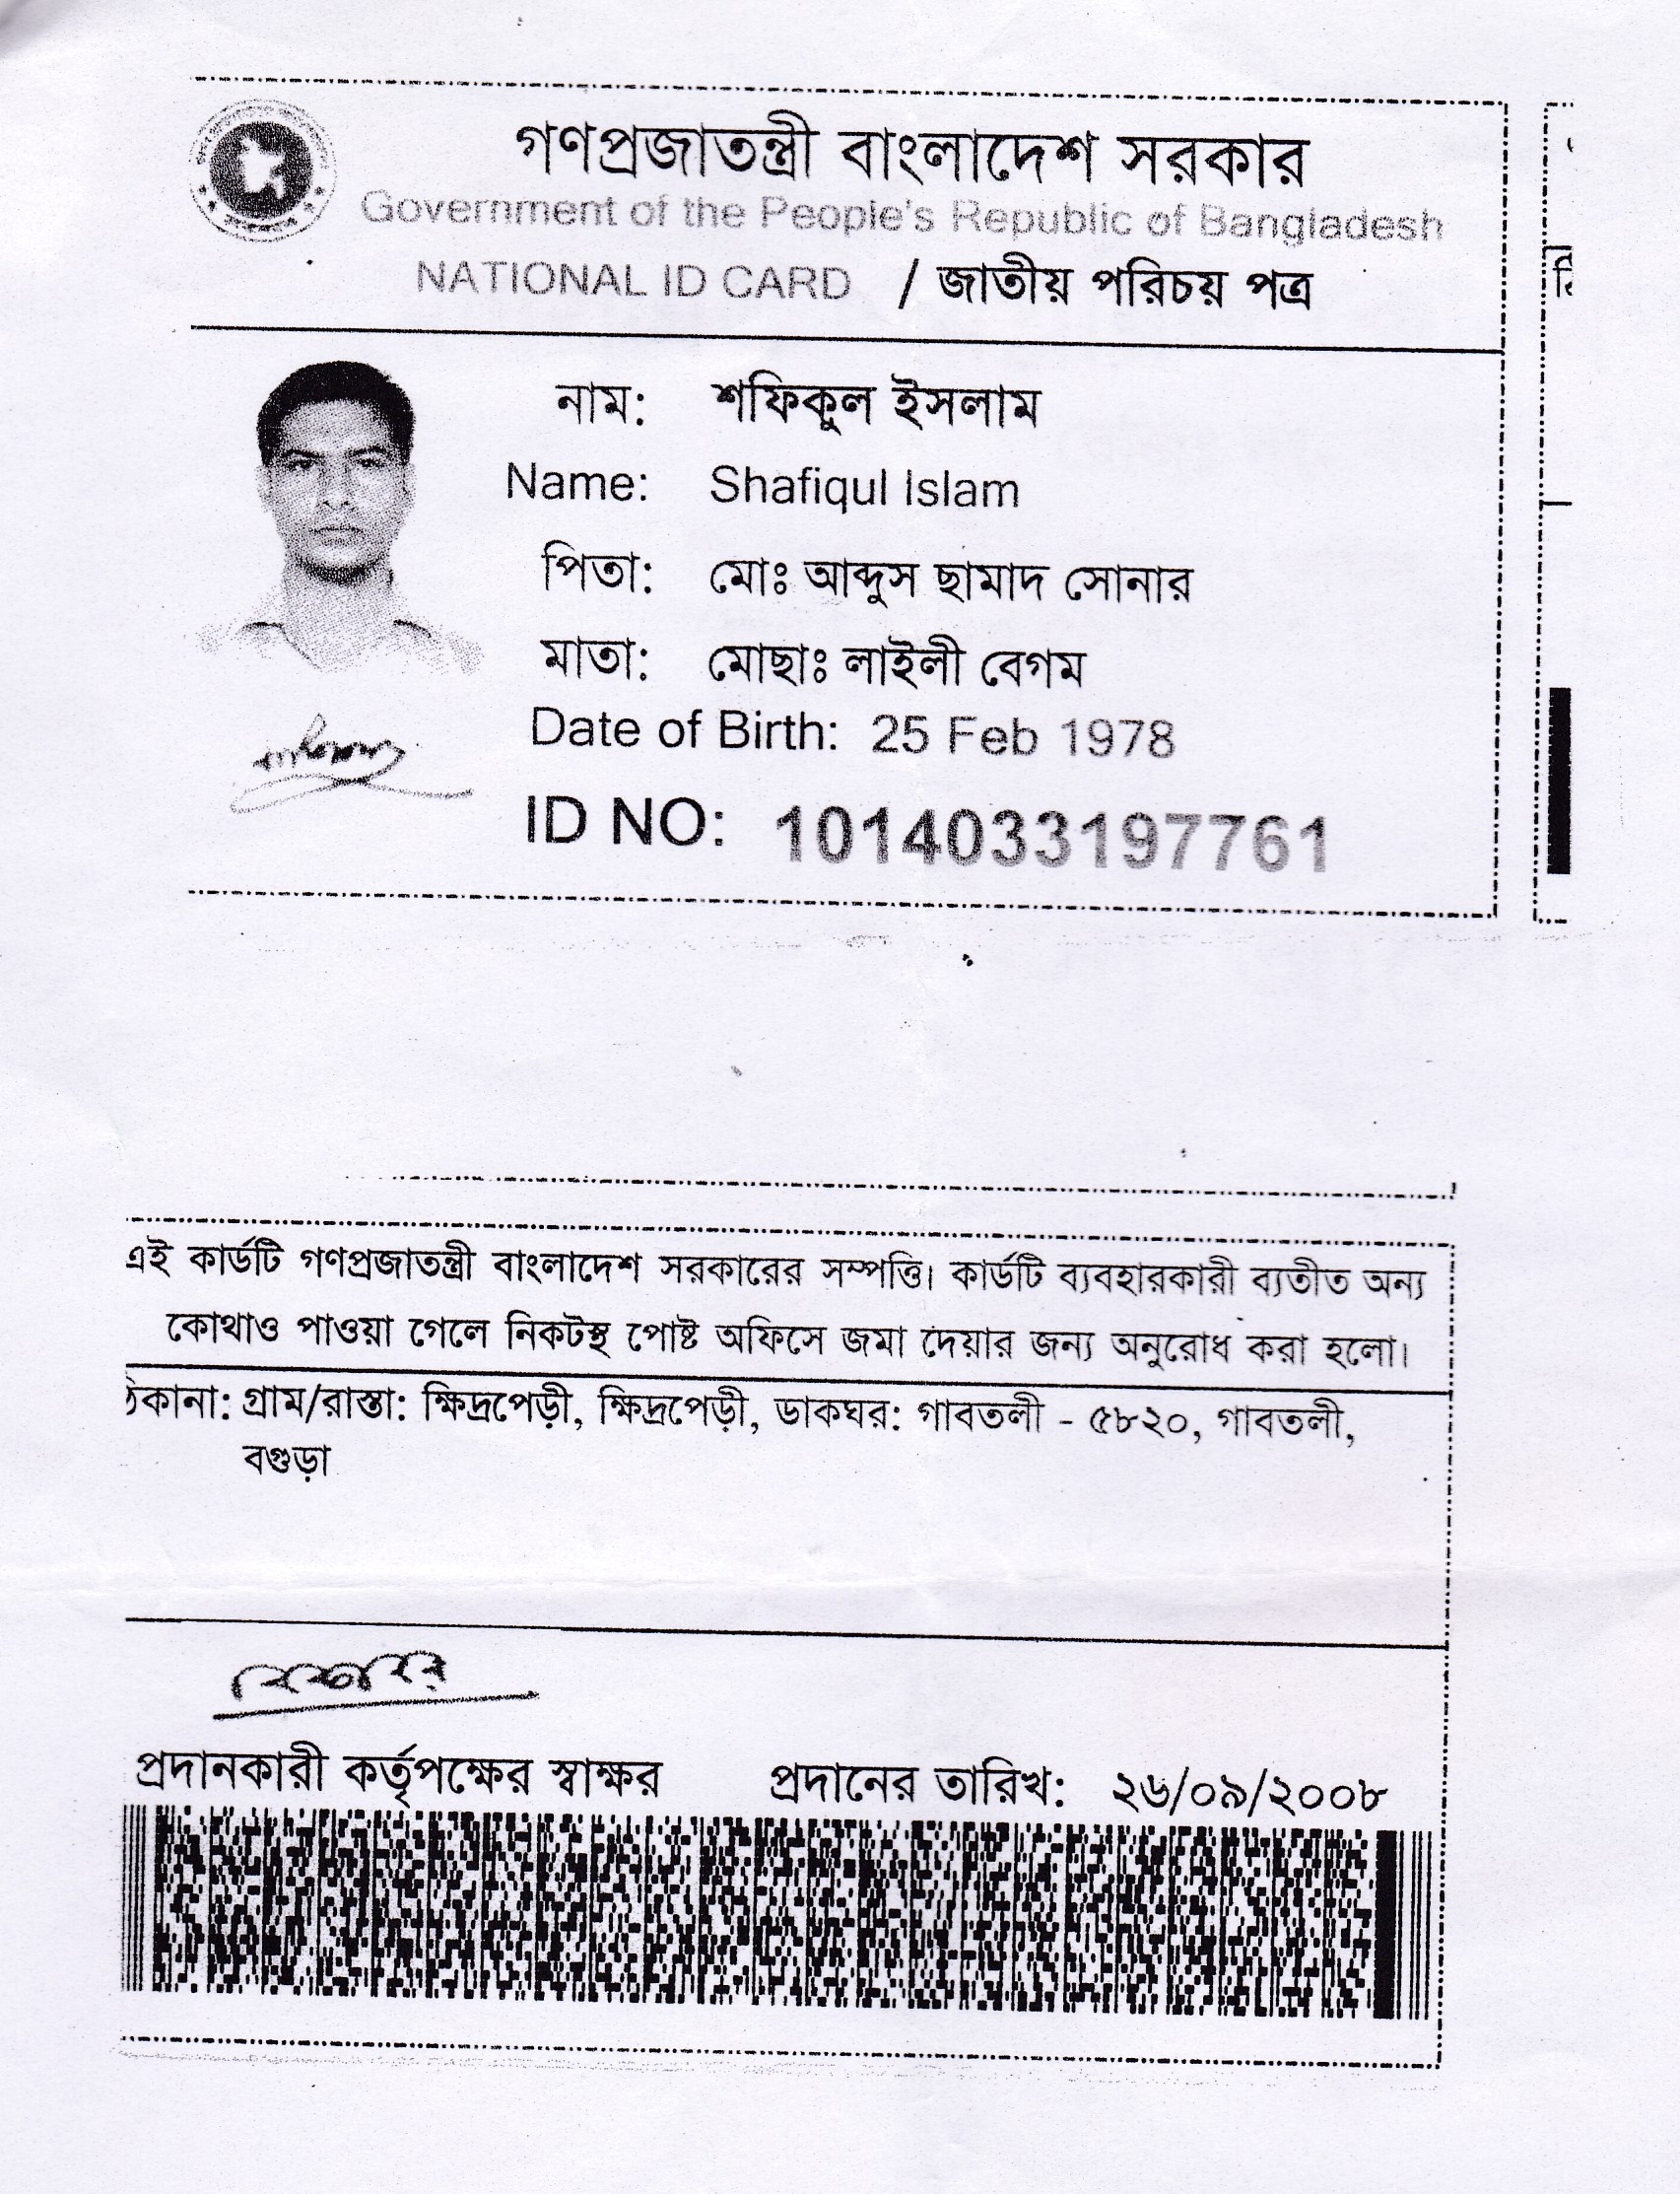 গণপ্রজাতন্ত্রী বাংলাদেশ সরকার
Government of the People's Republic of Bangladesh
NATIONAL ID CARD / জাতীয় পরিচয় পত্র
নাম: শফিকুল ইসলাম
Name: Shafiqul Islam
পিতা: মোঃ আব্দুস ছামাদ সোনার
মাতা: মোছাঃ লাইলী বেগম
Date of Birth: 25 Feb 1978
ID NO: 1014033197761
এই কার্ডটি গণপ্রজাতন্ত্রী বাংলাদেশ সরকারের সম্পত্তি। কার্ডটি ব্যবহারকারী ব্যতীত অন্য
কোথাও পাওয়া গেলে নিকটস্থ পোষ্ট অফিসে জমা দেয়ার জন্য অনুরোধ করা হলো।
ঠিকানা: গ্রাম/রাস্তা: ক্ষিদ্রপেড়ী, ক্ষিদ্রপেড়ী, ডাকঘর: গাবতলী - ৫৮২০, গাবতলী,
বগুড়া
প্রদানকারী কর্তৃপক্ষের স্বাক্ষর প্রদানের তারিখ: ২৬/০৯/২০০৮